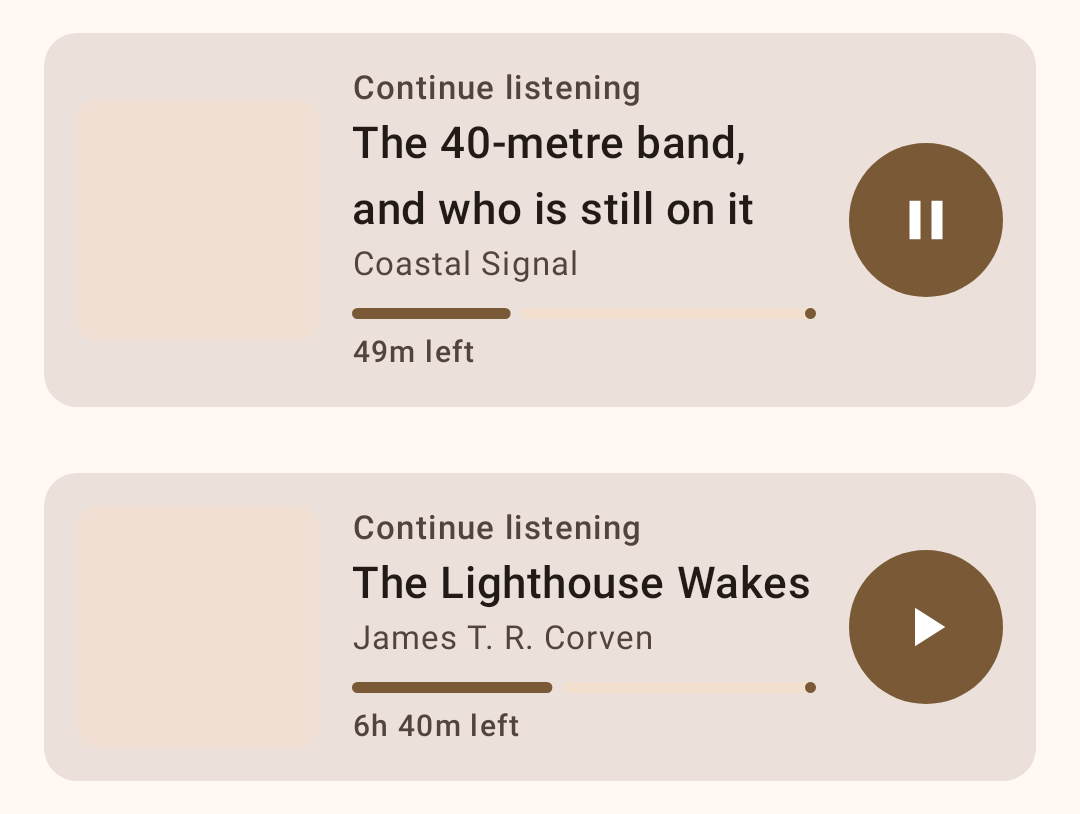 Continue listening
The 40-metre band,
and who is still on it
Coastal Signal
49m left
Continue listening
The Lighthouse Wakes
James T. R. Corven
6h 40m left